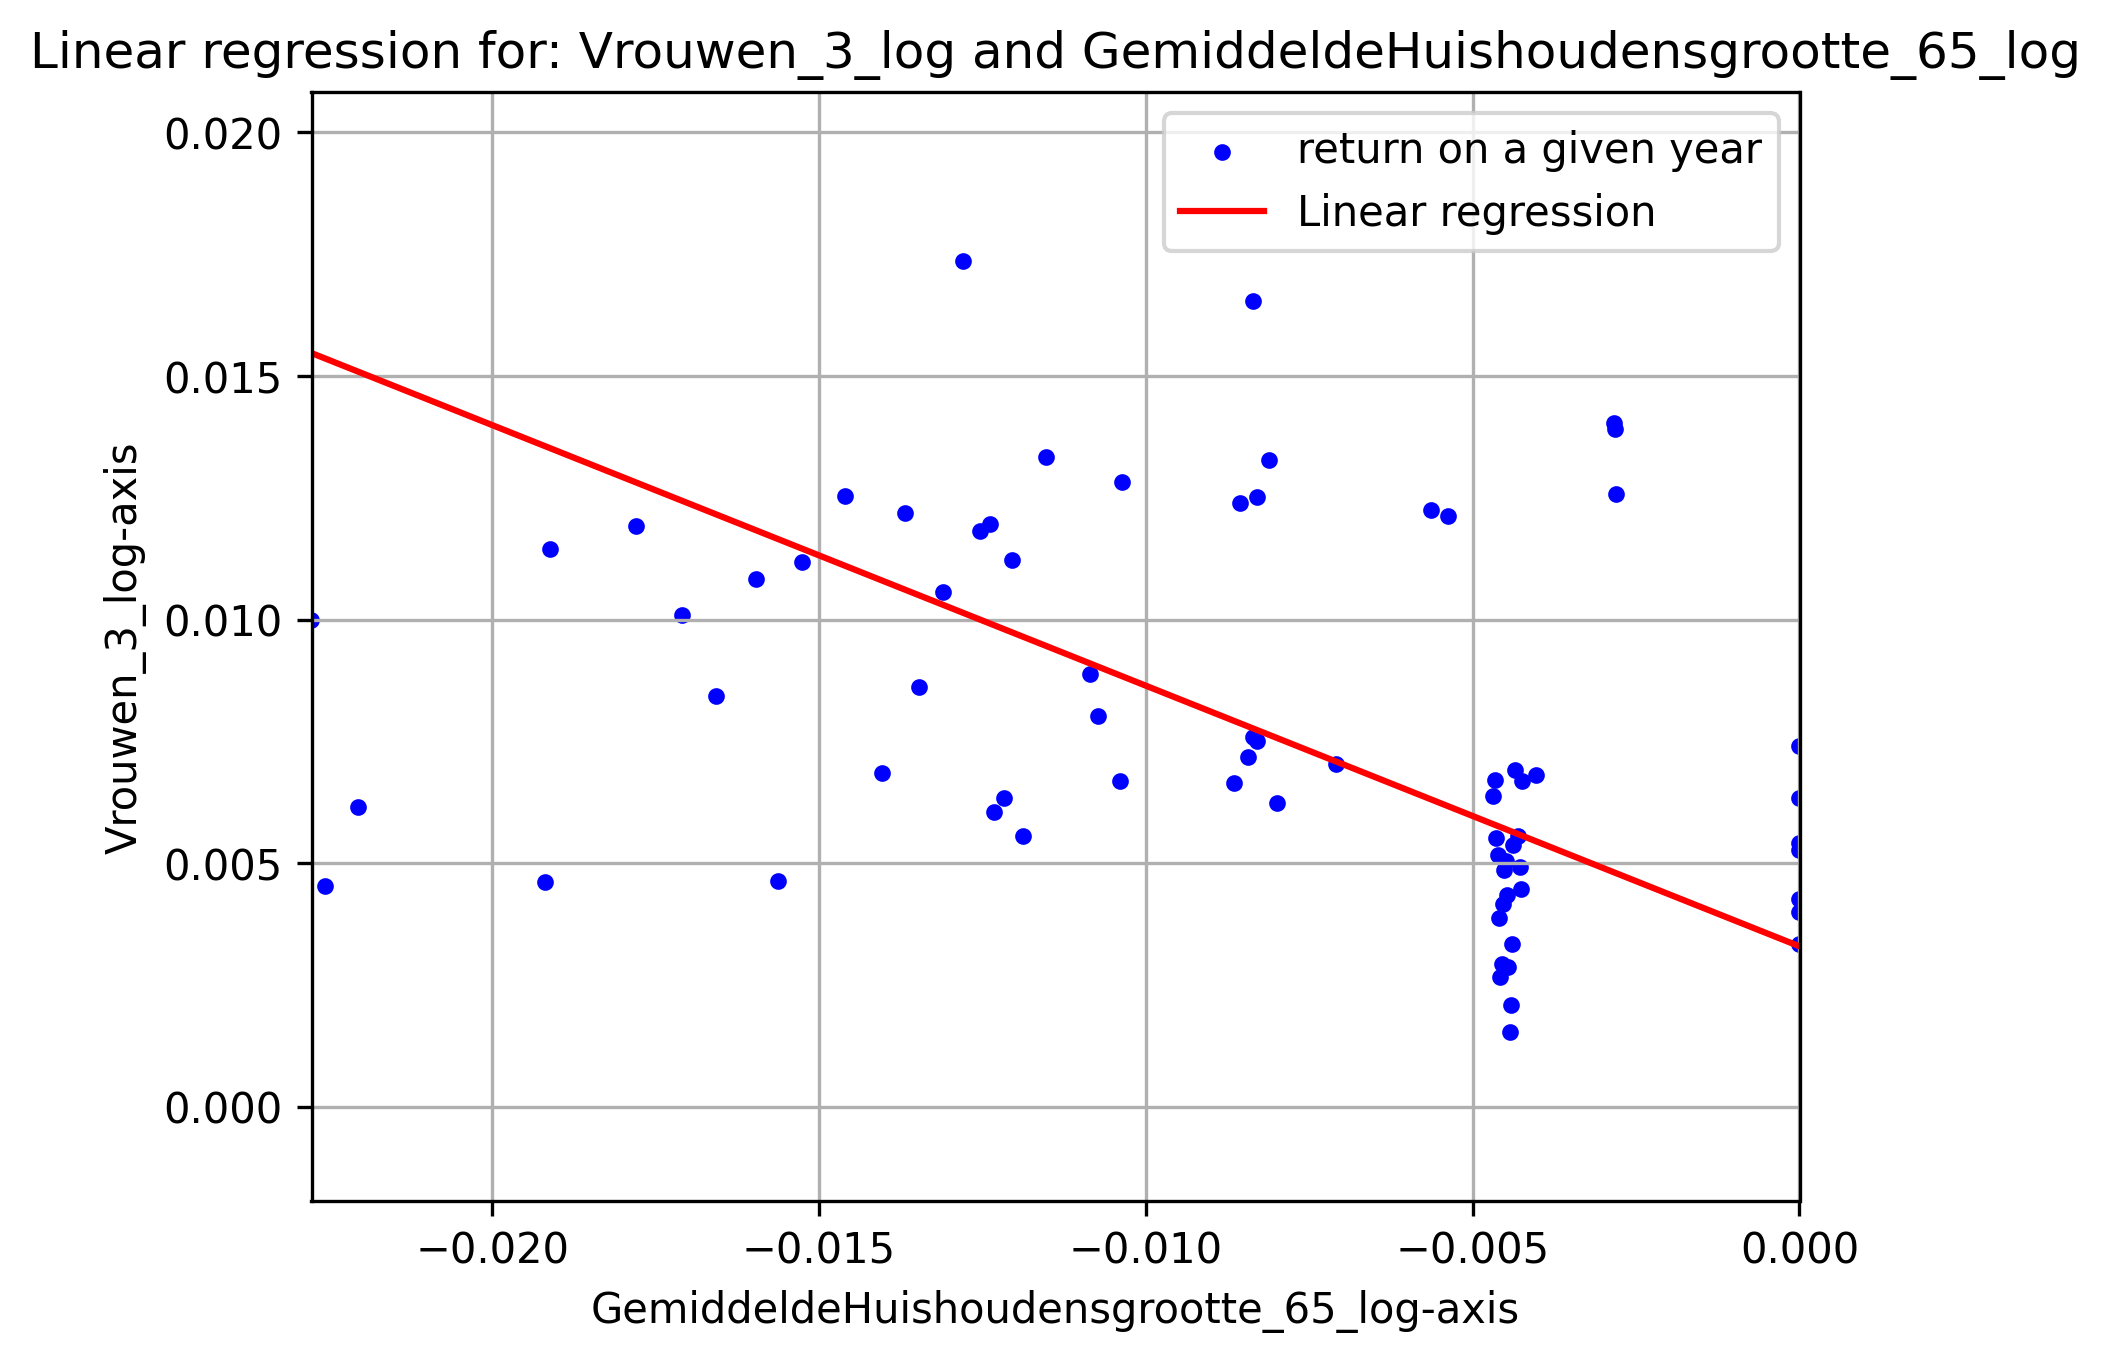 Linear regression for: Vrouwen_3_log and GemiddeldeHuishoudensgrootte_65_log
return on a given year
Linear regression
0.020
0.015
0.010
0.005
0.000
Vrouwen_3_log-axis
−0.020
−0.015
−0.010
−0.005
0.000
GemiddeldeHuishoudensgrootte_65_log-axis